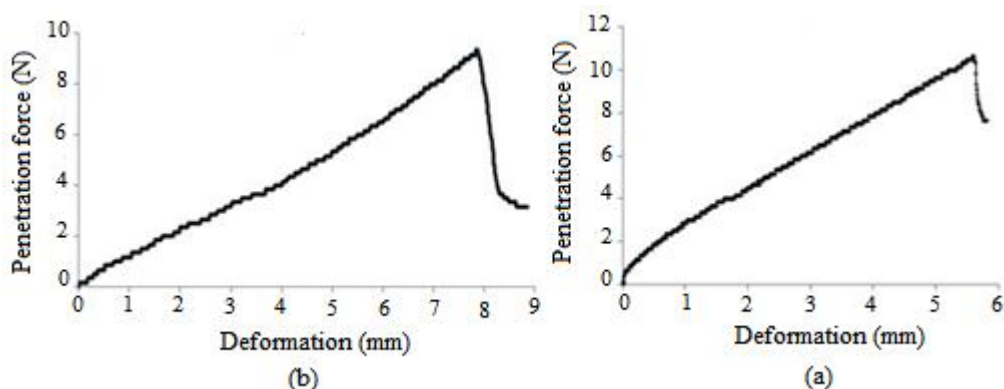 Penetration force (N)
10
8
6
4
2
0
0 1 2 3 4 5 6 7 8 9
Deformation (mm)
(b)
Penetration force (N)
12
10
8
6
4
2
0
0 1 2 3 4 5 6
Deformation (mm)
(a)